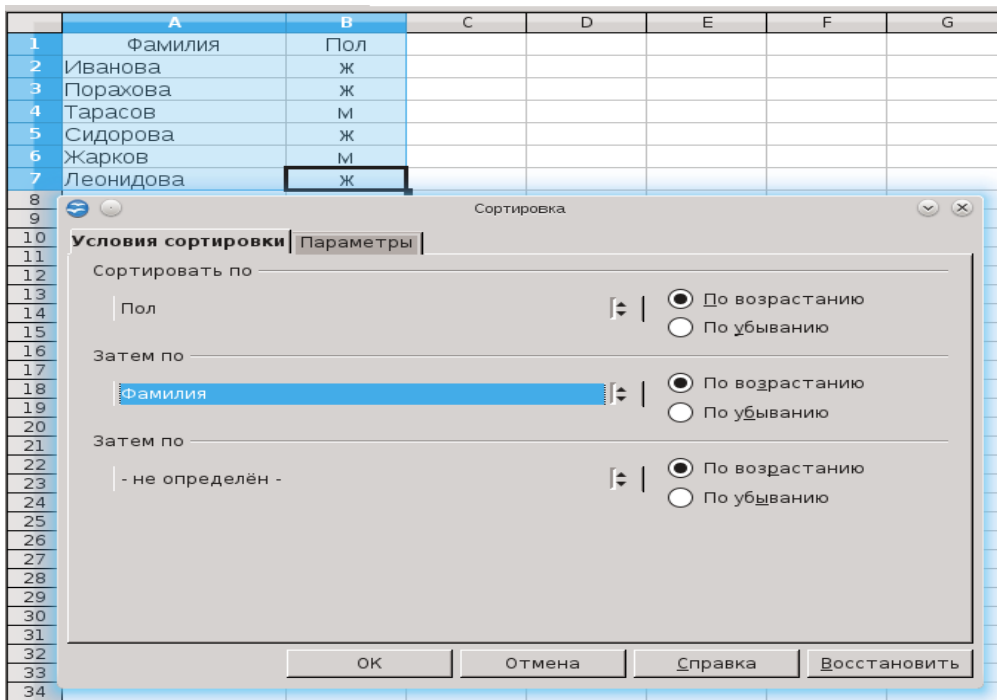 A B C D E F G
1 Фамилия Пол
2 Иванова ж
3 Порахова ж
4 Тарасов м
5 Сидорова ж
6 Жарков м
7 Леонидова ж
8
9 Сортировка
10 Условия сортировки Параметры
11
12 Сортировать по
13 По возрастанию
14 Пол
15 По убыванию
16 Затем по
17
18 По возрастанию
19 Фамилия
20 По убыванию
21 Затем по
22 По возрастанию
23 - не определён -
24 По убыванию
25
26
27
28
29
30
31
32 ОК Отмена Справка Восстановить
33
34